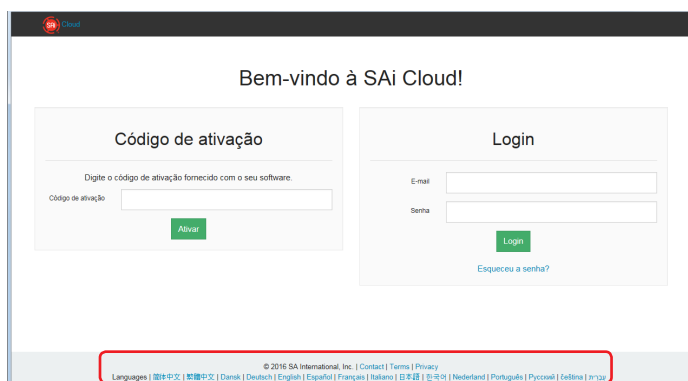 SAi Cloud
Bem-vindo à SAi Cloud!
Código de ativação
Digite o código de ativação fornecido com o seu software.
Código de ativação
Ativar
Login
E-mail
Senha
Login
Esqueceu a senha?
© 2016 SA International, Inc. | Contact | Terms | Privacy
Languages | 简体中文 | 繁體中文 | Dansk | Deutsch | English | Español | Français | Italiano | 日本語 | 한국어 | Nederland | Português | Русский | čeština | עברית